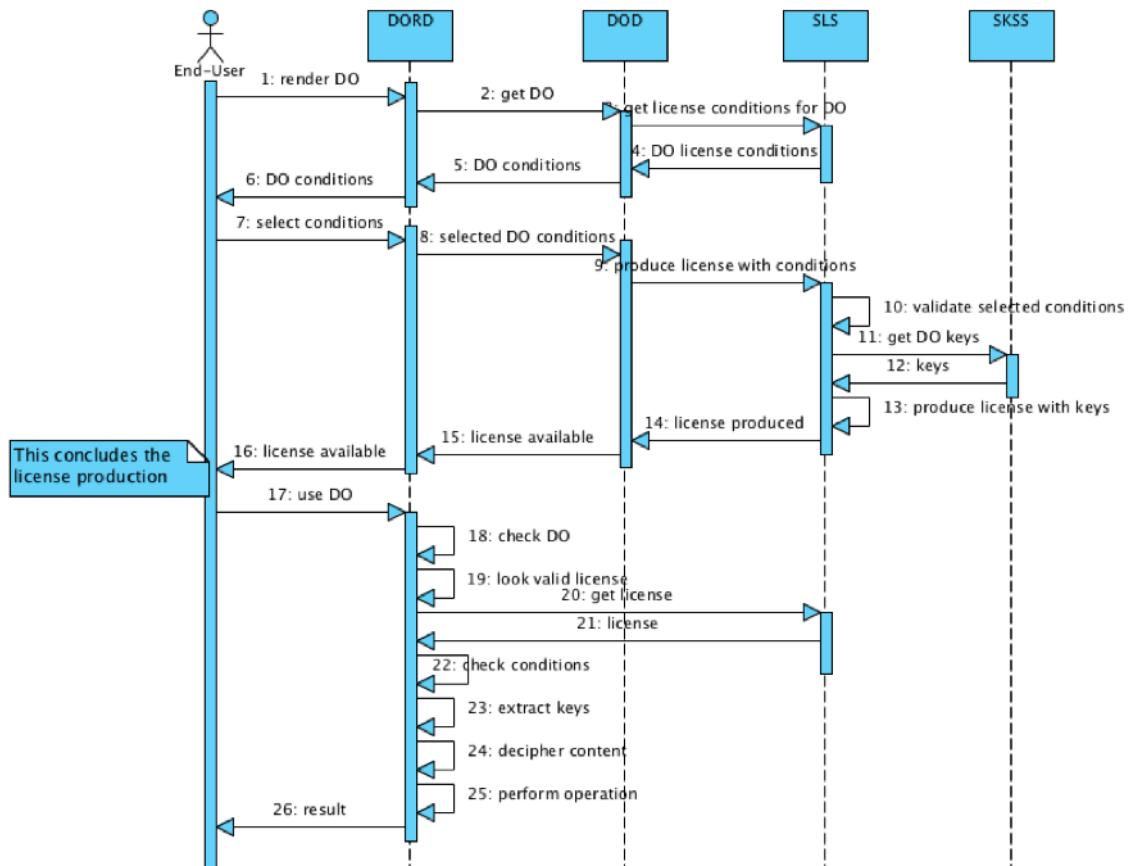 DORD
DOD
SLS
SKSS
End-User
1: render DO
2: get DO
3: get license conditions for DO
4: DO license conditions
5: DO conditions
6: DO conditions
7: select conditions
8: selected DO conditions
9: produce license with conditions
10: validate selected conditions
11: get DO keys
12: keys
13: produce license with keys
14: license produced
15: license available
16: license available
This concludes the
license production
17: use DO
18: check DO
19: look valid license
20: get license
21: license
22: check conditions
23: extract keys
24: decipher content
25: perform operation
26: result